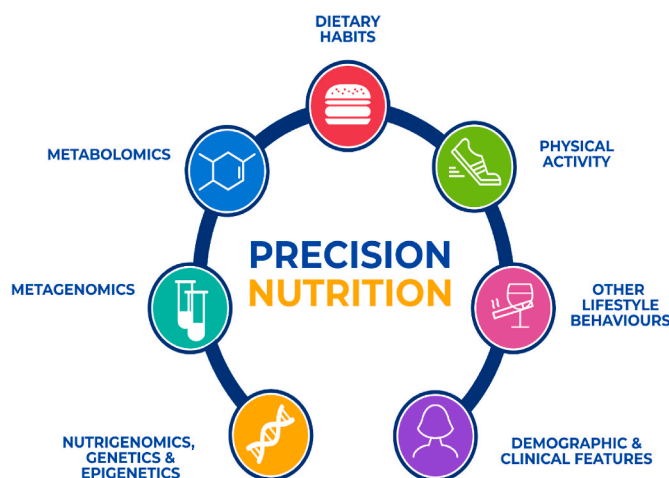 DIETARY
HABITS
METABOLOMICS
PHYSICAL
ACTIVITY
PRECISION
NUTRITION
METAGENOMICS
OTHER
LIFESTYLE
BEHAVIOURS
NUTRIGENOMICS,
GENETICS &
EPIGENETICS
DEMOGRAPHIC &
CLINICAL FEATURES